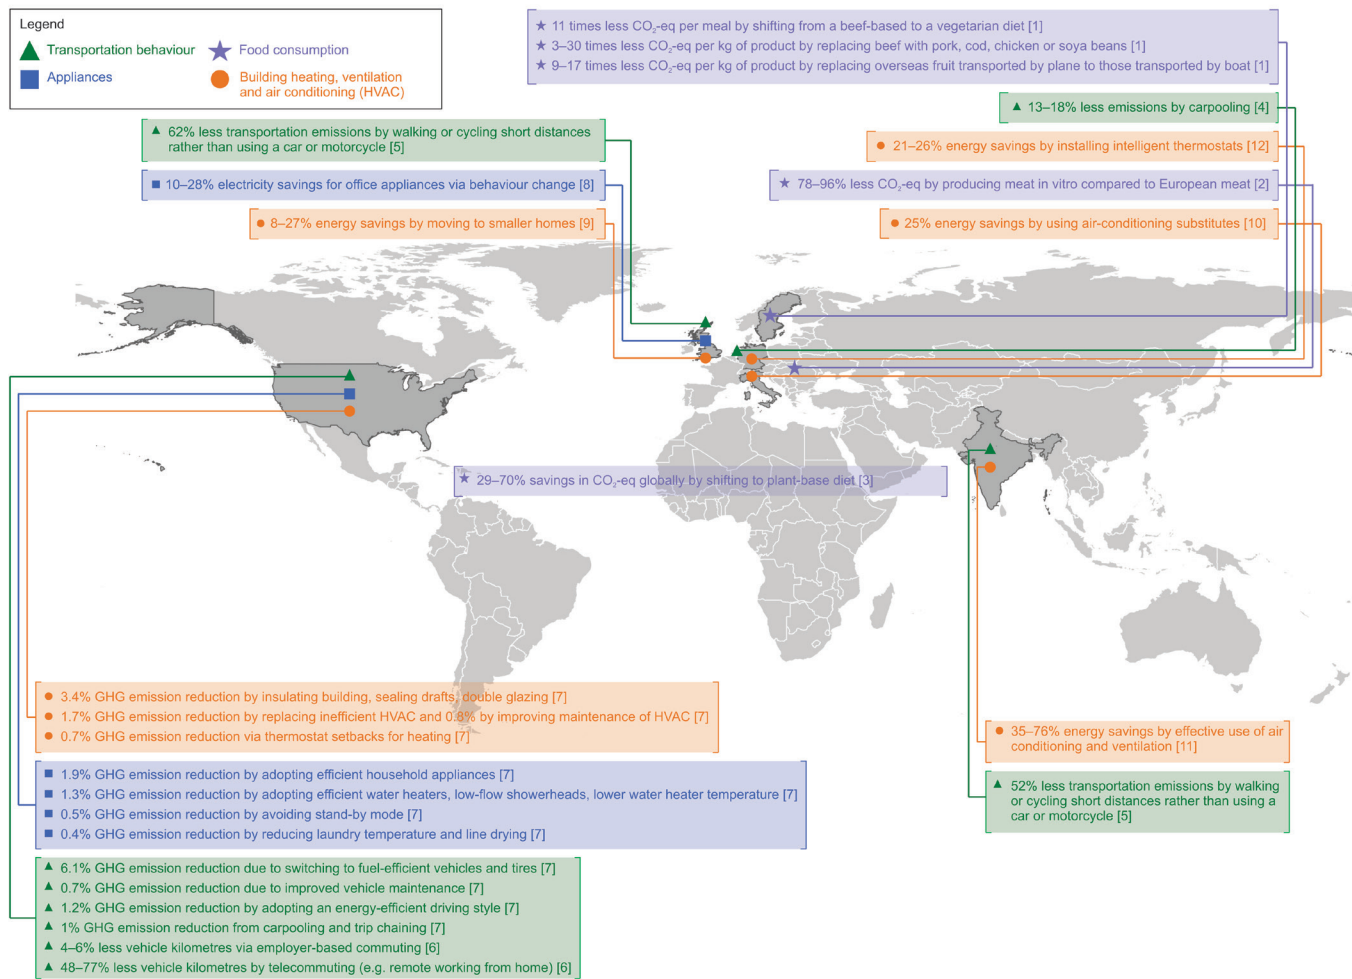 Legend
Transportation behaviour
Food consumption
Appliances
Building heating, ventilation
and air conditioning (HVAC)
11 times less CO₂-eq per meal by shifting from a beef-based to a vegetarian diet [1]
3–30 times less CO₂-eq per kg of product by replacing beef with pork, cod, chicken or soya beans [1]
9–17 times less CO₂-eq per kg of product by replacing overseas fruit transported by plane to those transported by boat [1]
13–18% less emissions by carpooling [4]
62% less transportation emissions by walking or cycling short distances
rather than using a car or motorcycle [5]
21–26% energy savings by installing intelligent thermostats [12]
10–28% electricity savings for office appliances via behaviour change [8]
78–96% less CO₂-eq by producing meat in vitro compared to European meat [2]
8–27% energy savings by moving to smaller homes [9]
25% energy savings by using air-conditioning substitutes [10]
29–70% savings in CO₂-eq globally by shifting to plant-base diet [3]
3.4% GHG emission reduction by insulating building, sealing drafts, double glazing [7]
1.7% GHG emission reduction by replacing inefficient HVAC and 0.8% by improving maintenance of HVAC [7]
0.7% GHG emission reduction via thermostat setbacks for heating [7]
35–76% energy savings by effective use of air
conditioning and ventilation [11]
1.9% GHG emission reduction by adopting efficient household appliances [7]
1.3% GHG emission reduction by adopting efficient water heaters, low-flow showerheads, lower water heater temperature [7]
0.5% GHG emission reduction by avoiding stand-by mode [7]
0.4% GHG emission reduction by reducing laundry temperature and line drying [7]
52% less transportation emissions by walking
or cycling short distances rather than using a
car or motorcycle [5]
6.1% GHG emission reduction due to switching to fuel-efficient vehicles and tires [7]
0.7% GHG emission reduction due to improved vehicle maintenance [7]
1.2% GHG emission reduction by adopting an energy-efficient driving style [7]
1% GHG emission reduction from carpooling and trip chaining [7]
4–6% less vehicle kilometres via employer-based commuting [6]
48–77% less vehicle kilometres by telecommuting (e.g. remote working from home) [6]